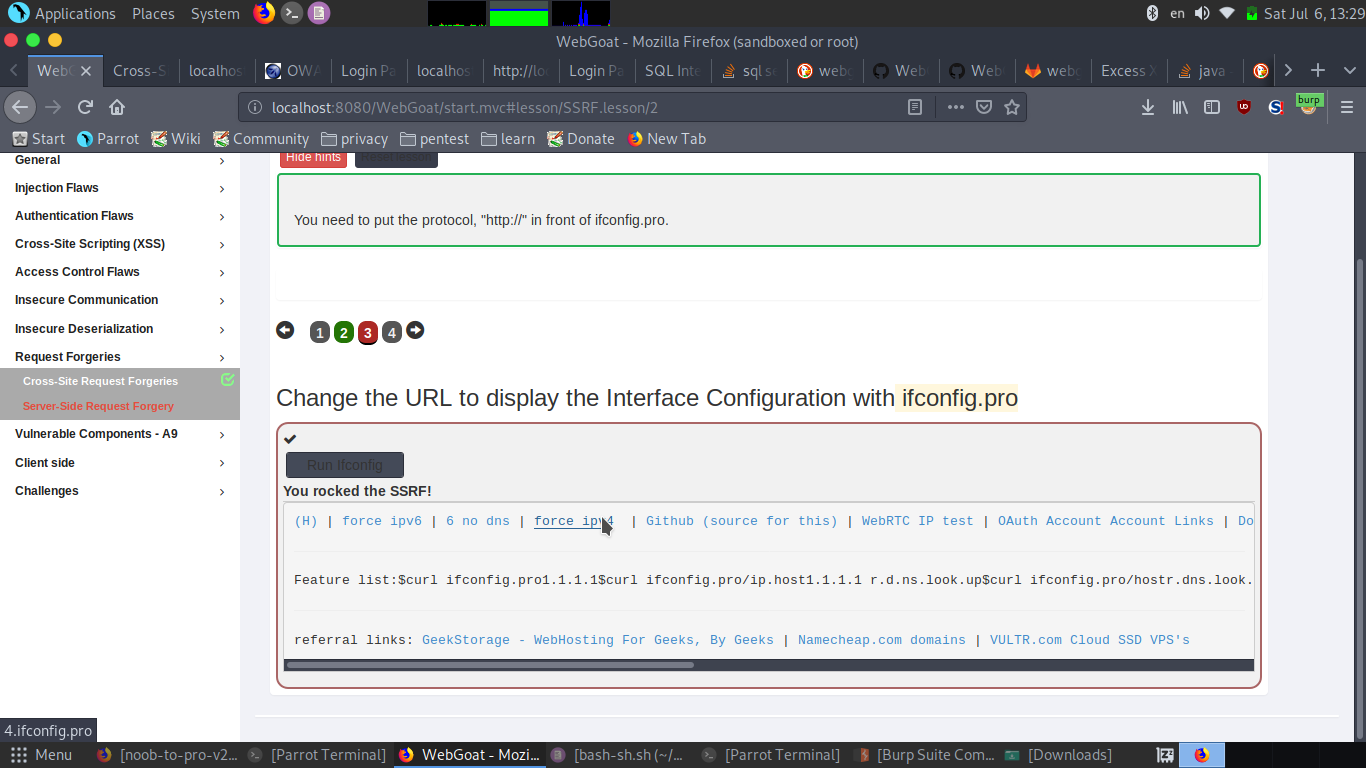 Applications Places System en Sat Jul 6, 13:29
WebGoat - Mozilla Firefox (sandboxed or root)
WebG Cross-S localhos OWA Login Pa localhos http://lo Login Pa SQL Inte sql se webg Web Web webg Excess X java
localhost:8080/WebGoat/start.mvc#lesson/SSRF.lesson/2 burp
Start Parrot Wiki Community privacy pentest learn Donate New Tab
General
Injection Flaws
Authentication Flaws
Cross-Site Scripting (XSS)
Access Control Flaws
Insecure Communication
Insecure Deserialization
Request Forgeries
Cross-Site Request Forgeries
Server-Side Request Forgery
Vulnerable Components - A9
Client side
Challenges
Hide hints Reset lesson
You need to put the protocol, "http://" in front of ifconfig.pro.
1 2 3 4
Change the URL to display the Interface Configuration with ifconfig.pro
Run Ifconfig
You rocked the SSRF!
(H) | force ipv6 | 6 no dns | force ipv4 | Github (source for this) | WebRTC IP test | OAuth Account Account Links | Do
Feature list:$curl ifconfig.pro1.1.1.1$curl ifconfig.pro/ip.host1.1.1.1 r.d.ns.look.up$curl ifconfig.pro/hostr.dns.look.
referral links: GeekStorage - WebHosting For Geeks, By Geeks | Namecheap.com domains | VULTR.com Cloud SSD VPS's
4.ifconfig.pro
Menu [noob-to-pro-v2... [Parrot Terminal] WebGoat - Mozi... [bash-sh.sh (~/... [Parrot Terminal] [Burp Suite Com... [Downloads]